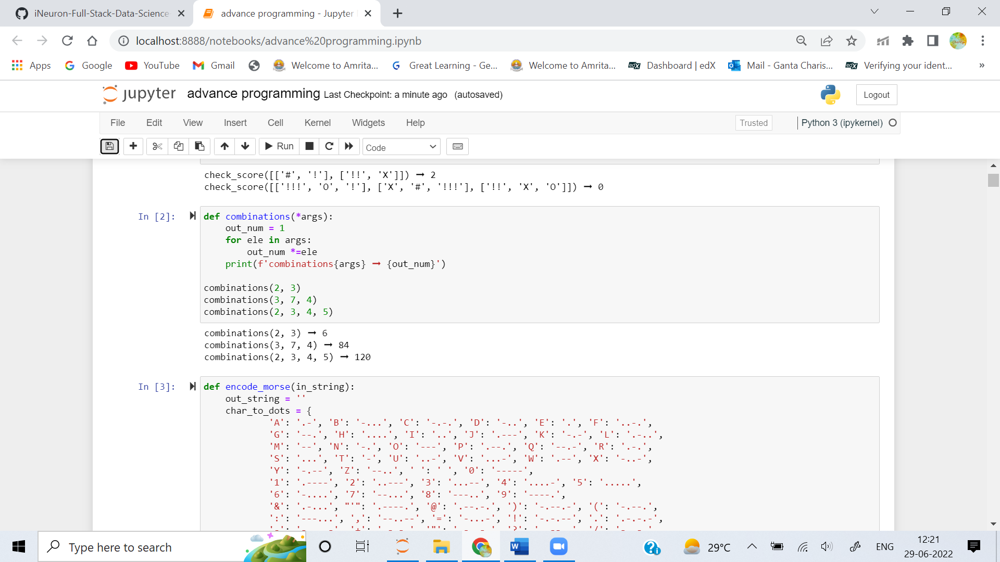 iNeuron-Full-Stack-Data-Science
advance programming - Jupyter
localhost:8888/notebooks/advance%20programming.ipynb
Apps Google YouTube Gmail Welcome to Amrita... Great Learning - Ge... Welcome to Amrita... Dashboard | edX Mail - Ganta Charis... Verifying your ident... »
jupyter advance programming Last Checkpoint: a minute ago (autosaved) Logout
File Edit View Insert Cell Kernel Widgets Help Trusted Python 3 (ipykernel)
Run Code
check_score([['#', '!'], ['!!', 'X']]) ➞ 2
check_score([['!!!', 'O', '!'], ['X', '#', '!!!'], ['!!', 'X', 'O']]) ➞ 0
In [2]: def combinations(*args):
    out_num = 1
    for ele in args:
        out_num *=ele
    print(f'combinations{args} ➞ {out_num}')
combinations(2, 3)
combinations(3, 7, 4)
combinations(2, 3, 4, 5)
combinations(2, 3) ➞ 6
combinations(3, 7, 4) ➞ 84
combinations(2, 3, 4, 5) ➞ 120
In [3]: def encode_morse(in_string):
    out_string = ''
    char_to_dots = {
            'A': '.-', 'B': '-...', 'C': '-.-.', 'D': '-..', 'E': '.', 'F': '..-.',
            'G': '--.', 'H': '....', 'I': '..', 'J': '.---', 'K': '-.-', 'L': '.-..',
            'M': '--', 'N': '-.', 'O': '---', 'P': '.--.', 'Q': '--.-', 'R': '.-.',
            'S': '...', 'T': '-', 'U': '..-', 'V': '...-', 'W': '.--', 'X': '-..-',
            'Y': '-.--', 'Z': '--..', ' ': ' ', '0': '-----',
            '1': '.----', '2': '..---', '3': '...--', '4': '....-', '5': '.....',
            '6': '-....', '7': '--...', '8': '---..', '9': '----.',
            '&': '.-...', "'": '.----.', '@': '.--.-.', ')': '-.--.-', '(': '-.--.',
            ':': '---...', ',': '--..--', '=': '-...-', '!': '-.-.--', '.': '.-.-.-',
Type here to search
29°C ENG 12:21
29-06-2022